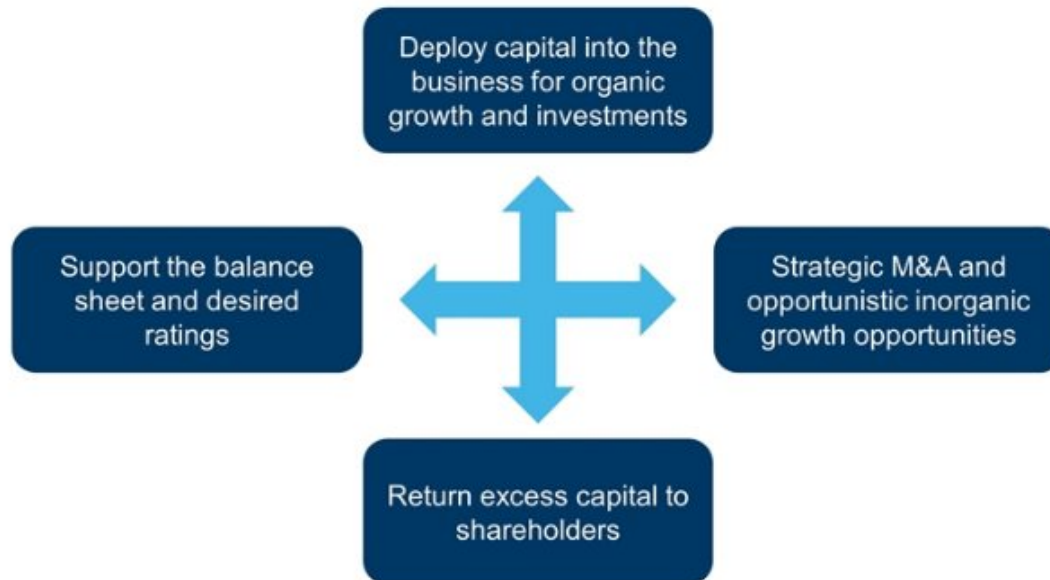 Deploy capital into the
business for organic
growth and investments
Support the balance
sheet and desired
ratings
Strategic M&A and
opportunistic inorganic
growth opportunities
Return excess capital to
shareholders